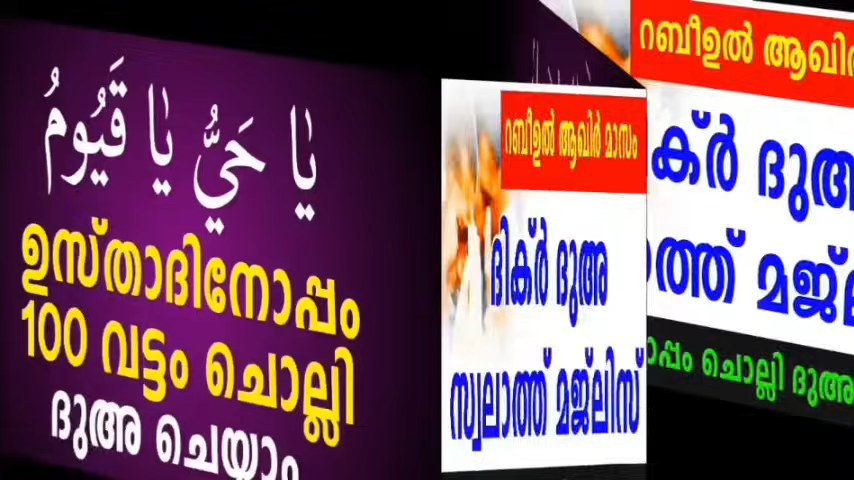 يَا حَيُّ يَا قَيُومُ
ഉസ്താദിനോപ്പം
100 വട്ടം ചൊല്ലി
ദുഅ ചെയ്യാം
റബീഉൽ ആഖിർ മാസം
ദിക്ർ ദുഅ
സ്വലാത്ത് മജ്ലിസ്
റബീഉൽ ആഖിർ
ക്ർ ദുഅ
ത്ത് മജ്ല
ാപ്പം ചൊല്ലി ദുഅ